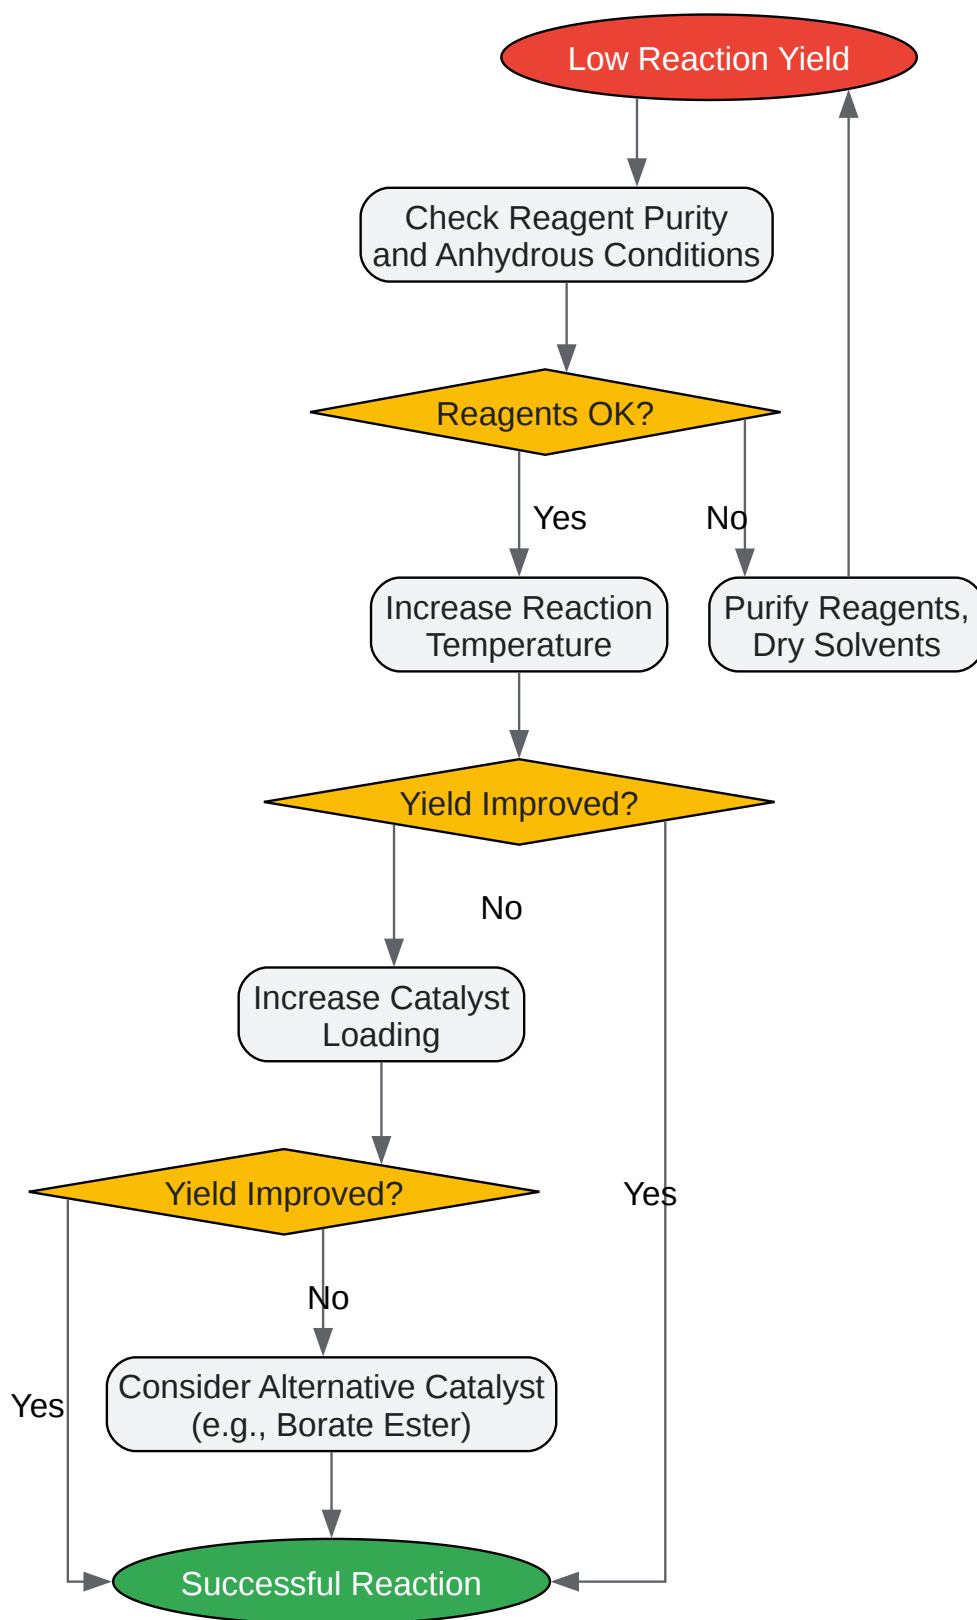 Low Reaction Yield
Check Reagent Purity
and Anhydrous Conditions
Reagents OK?
Yes
No
Increase Reaction
Temperature
Purify Reagents,
Dry Solvents
Yield Improved?
No
Increase Catalyst
Loading
Yield Improved?
Yes
No
Consider Alternative Catalyst
(e.g., Borate Ester)
Yes
Successful Reaction